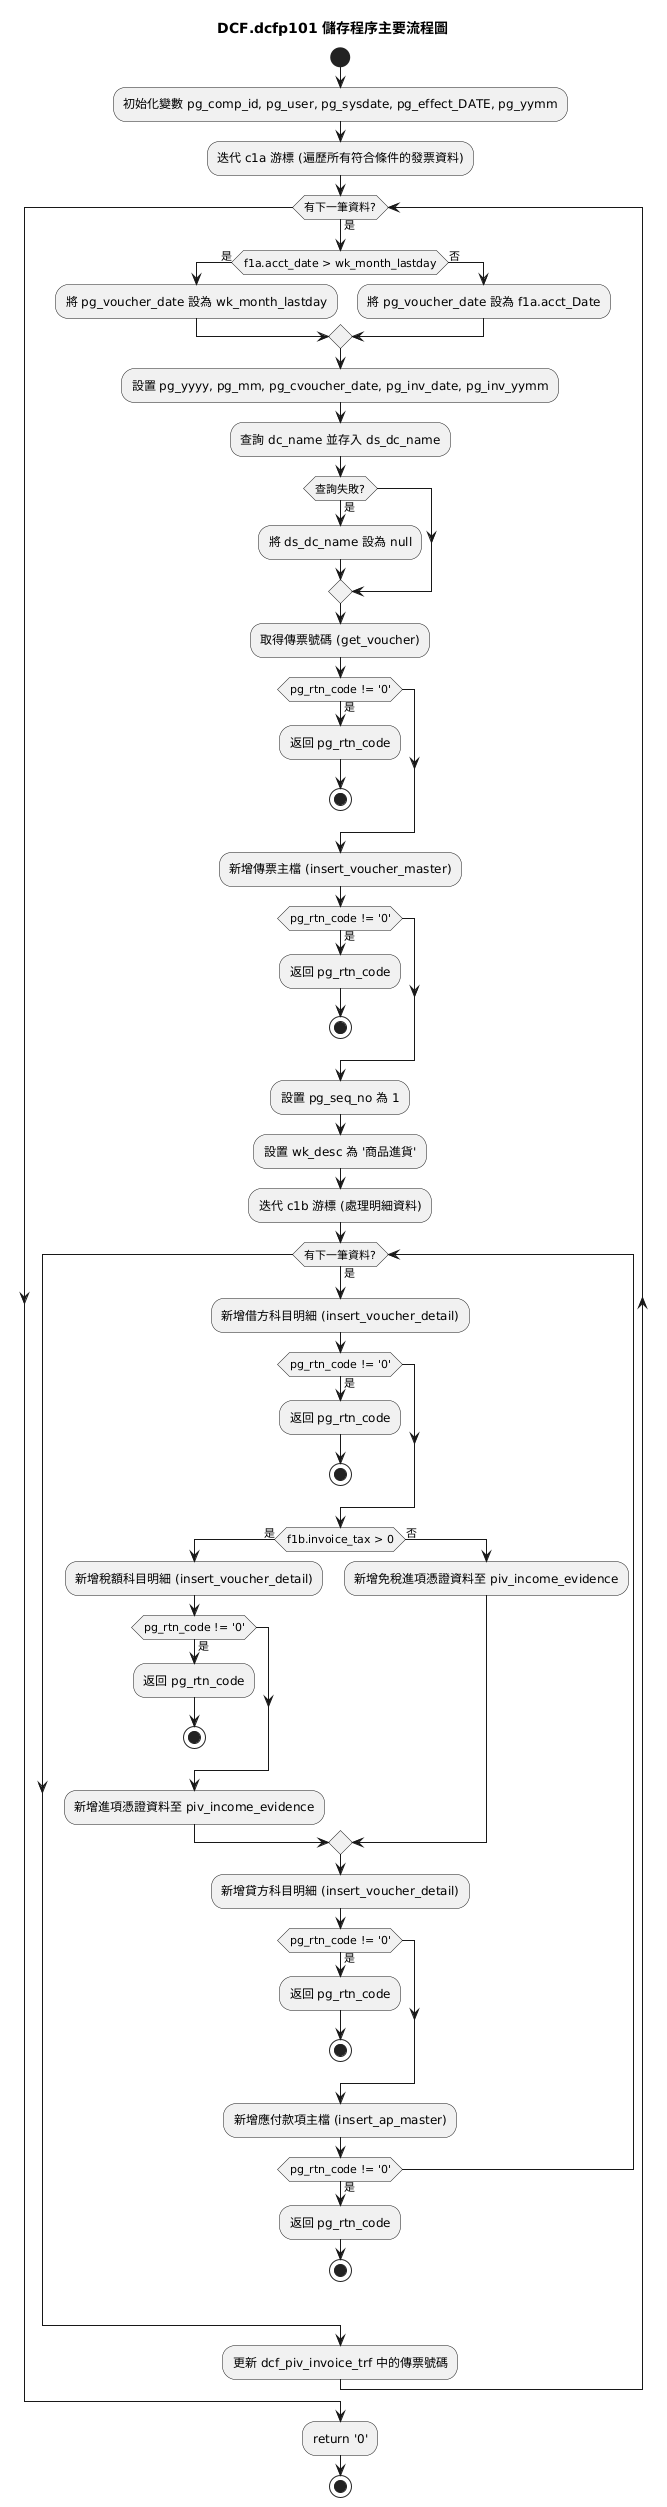 DCF.dcfp101 儲存程序主要流程圖
初始化變數 pg_comp_id, pg_user, pg_sysdate, pg_effect_DATE, pg_yymm
迭代 c1a 游標 (遍歷所有符合條件的發票資料)
有下一筆資料?
是
是
f1a.acct_date > wk_month_lastday
否
將 pg_voucher_date 設為 wk_month_lastday
將 pg_voucher_date 設為 f1a.acct_Date
設置 pg_yyyy, pg_mm, pg_cvoucher_date, pg_inv_date, pg_inv_yymm
查詢 dc_name 並存入 ds_dc_name
查詢失敗?
是
將 ds_dc_name 設為 null
取得傳票號碼 (get_voucher)
pg_rtn_code != '0'
是
返回 pg_rtn_code
新增傳票主檔 (insert_voucher_master)
pg_rtn_code != '0'
是
返回 pg_rtn_code
設置 pg_seq_no 為 1
設置 wk_desc 為 '商品進貨'
迭代 c1b 游標 (處理明細資料)
有下一筆資料?
是
新增借方科目明細 (insert_voucher_detail)
pg_rtn_code != '0'
是
返回 pg_rtn_code
是
f1b.invoice_tax > 0
否
新增稅額科目明細 (insert_voucher_detail)
新增免稅進項憑證資料至 piv_income_evidence
pg_rtn_code != '0'
是
返回 pg_rtn_code
新增進項憑證資料至 piv_income_evidence
新增貸方科目明細 (insert_voucher_detail)
pg_rtn_code != '0'
是
返回 pg_rtn_code
新增應付款項主檔 (insert_ap_master)
pg_rtn_code != '0'
是
返回 pg_rtn_code
更新 dcf_piv_invoice_trf 中的傳票號碼
return '0'